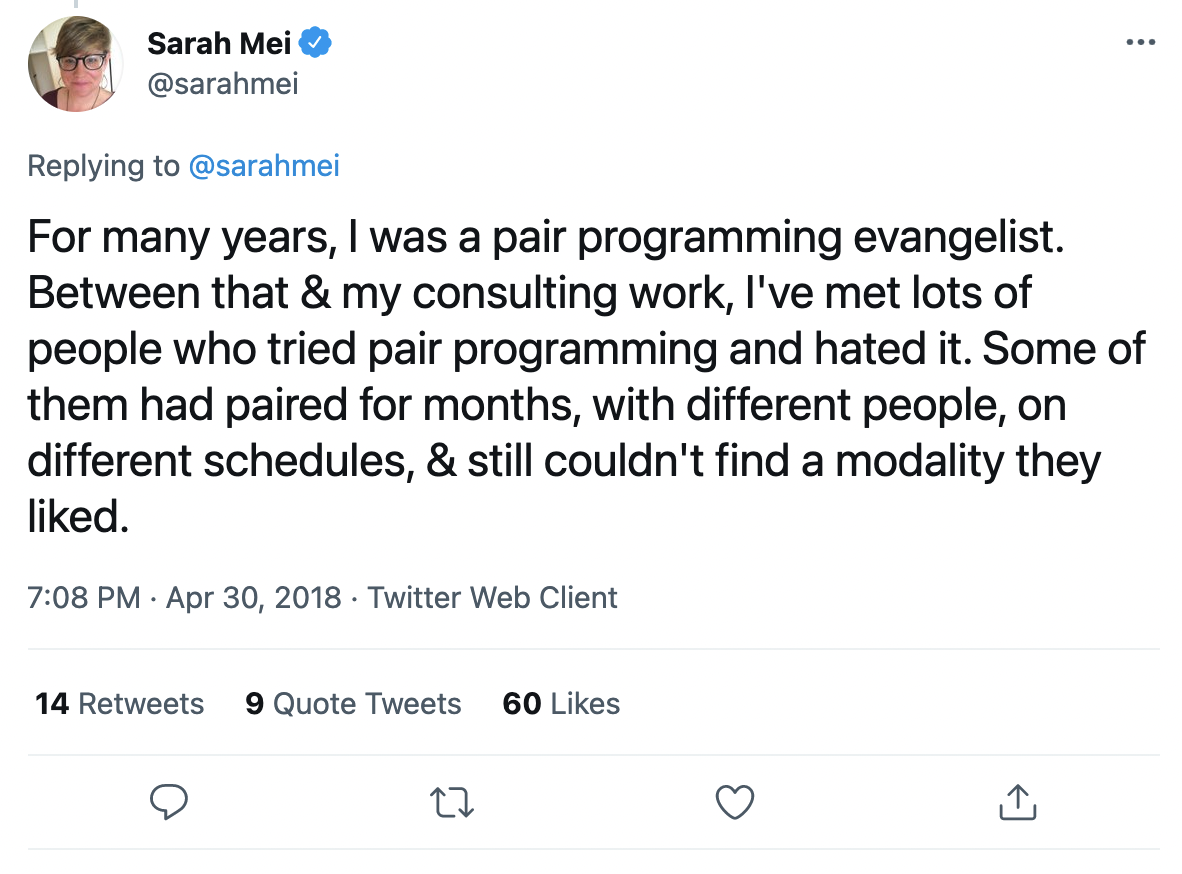 Sarah Mei
@sarahmei
Replying to @sarahmei
For many years, I was a pair programming evangelist.
Between that & my consulting work, I've met lots of
people who tried pair programming and hated it. Some of
them had paired for months, with different people, on
different schedules, & still couldn't find a modality they
liked.
7:08 PM · Apr 30, 2018 · Twitter Web Client
14 Retweets 9 Quote Tweets 60 Likes